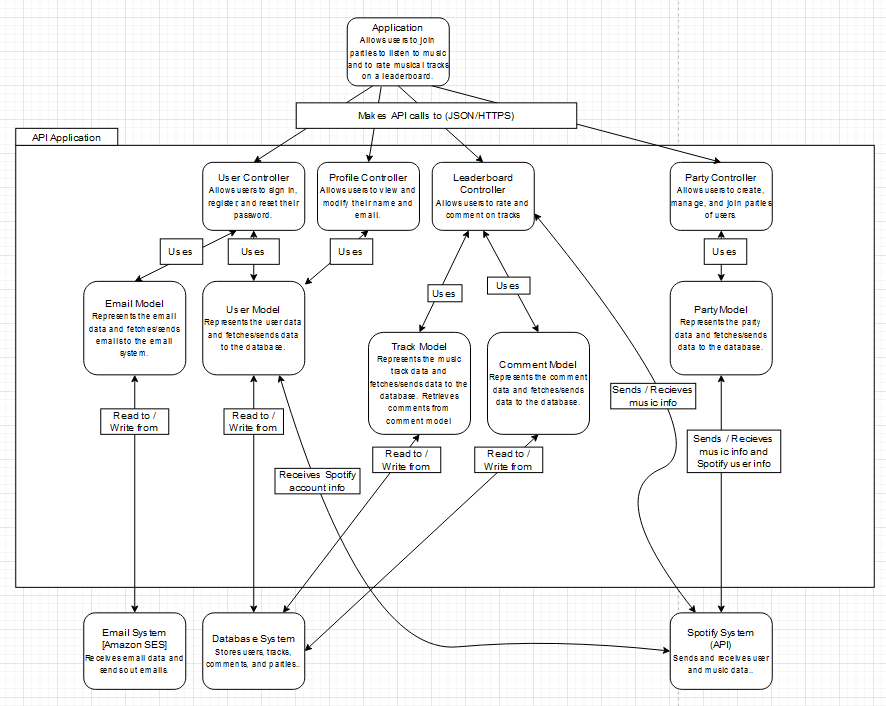 Application
Allows users to join
parties to listen to music
and to rate musical tracks
on a leaderboard.
Makes API calls to (JSON/HTTPS)
API Application
User Controller
Allows users to sign in,
register, and reset their
password.
Profile Controller
Allows users to view and
modify their name and
email.
Leaderboard
Controller
Allows users to rate and
comment on tracks
Party Controller
Allows users to create,
manage, and join parties
of users.
Uses
Uses
Uses
Uses
Uses
Uses
Email Model
Represents the email
data and fetches/sends
emails to the email
system.
User Model
Represents the user data
and fetches/sends data
to the database.
Track Model
Represents the music
track data and
fetches/sends data to the
database. Retrieves
comments from
comment model
Comment Model
Represents the comment
data and fetches/sends
data to the database.
Party Model
Represents the party
data and fetches/sends
data to the database.
Sends / Recieves
music info
Read to /
Write from
Read to /
Write from
Read to /
Write from
Read to /
Write from
Sends / Recieves
music info and
Spotify user info
Receives Spotify
account info
Email System
[Amazon SES]
Receives email data and
sends out emails.
Database System
Stores users, tracks,
comments, and parties..
Spotify System
(API)
Sends and receives user
and music data..